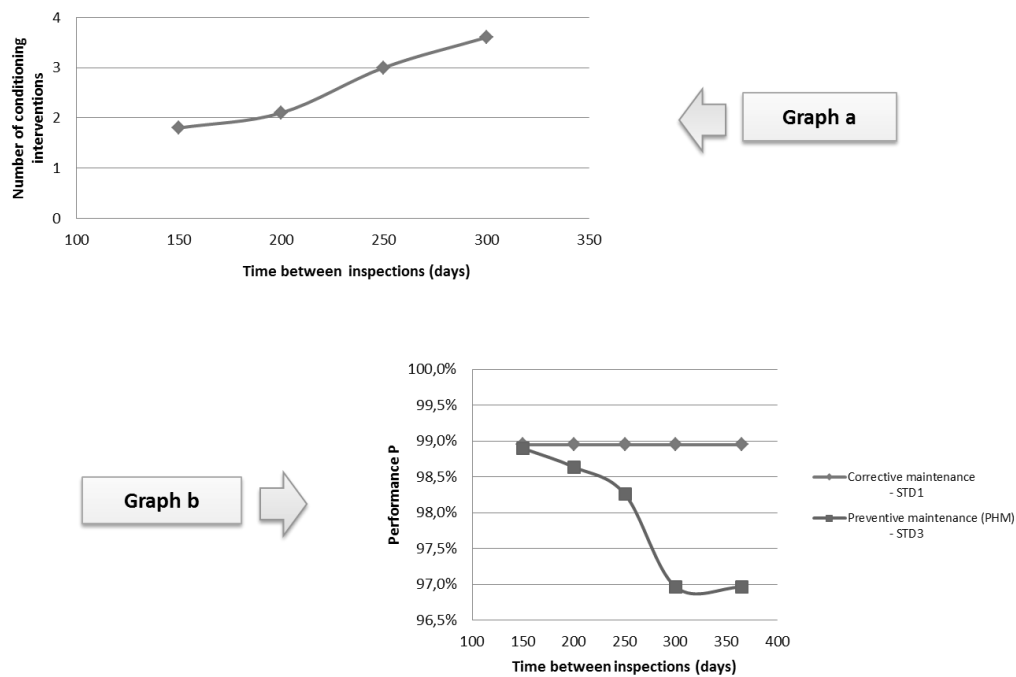 4
3
2
1
0
Number of conditioning
interventions
100 150 200 250 300 350
Time between inspections (days)
Graph a
Graph b
100,0%
99,5%
99,0%
98,5%
98,0%
97,5%
97,0%
96,5%
Performance P
100 150 200 250 300 350 400
Time between inspections (days)
Corrective maintenance
- STD1
Preventive maintenance (PHM)
- STD3